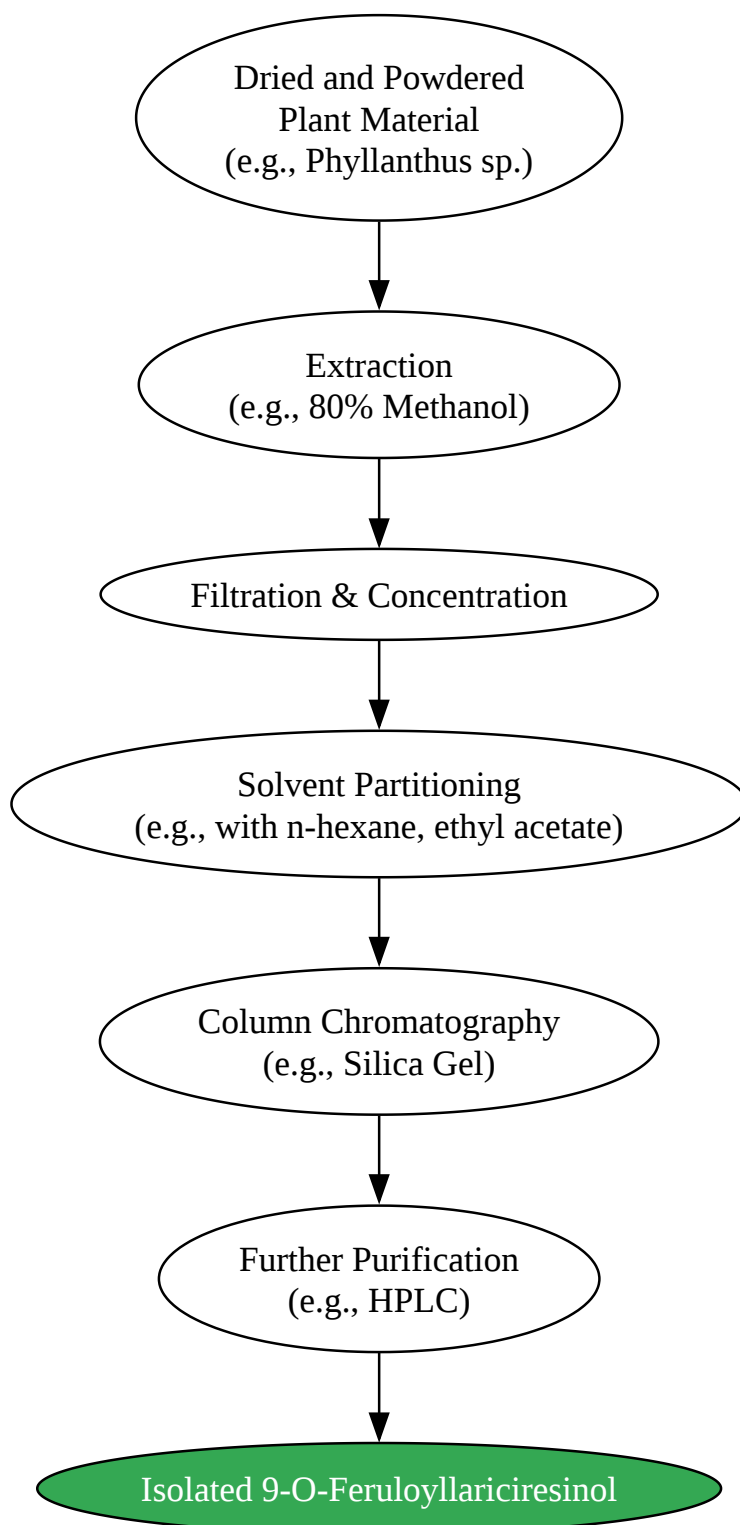 Dried and Powdered
Plant Material
(e.g., Phyllanthus sp.)
Extraction
(e.g., 80% Methanol)
Filtration & Concentration
Solvent Partitioning
(e.g., with n-hexane, ethyl acetate)
Column Chromatography
(e.g., Silica Gel)
Further Purification
(e.g., HPLC)
Isolated 9-O-Feruloyllariciresinol